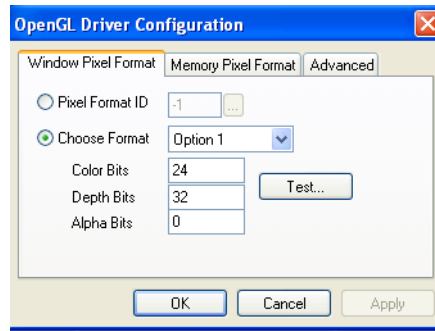 OpenGL Driver Configuration
Window Pixel Format Memory Pixel Format Advanced
Pixel Format ID -1 ...
Choose Format Option 1
Color Bits 24
Test...
Depth Bits 32
Alpha Bits 0
OK Cancel Apply